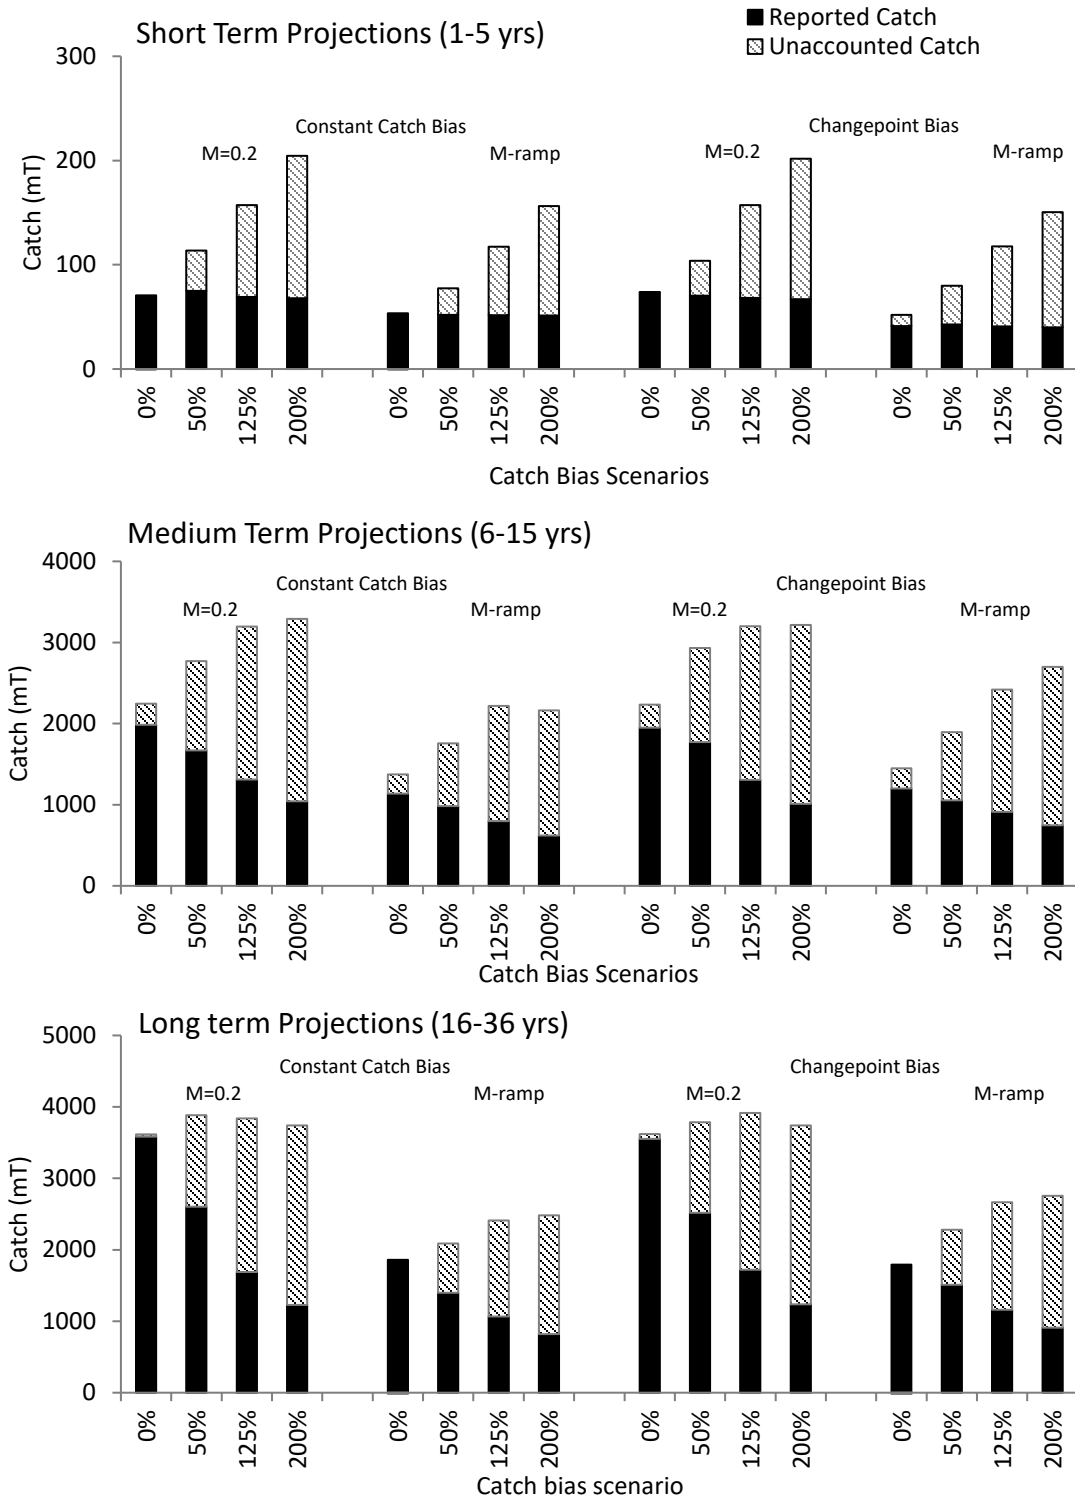 Short Term Projections (1-5 yrs)
Reported Catch
Unaccounted Catch
300
200
100
0
Catch (mT)
Constant Catch Bias
Changepoint Bias
M=0.2
M-ramp
M=0.2
M-ramp
0% 50% 125% 200% 0% 50% 125% 200% 0% 50% 125% 200% 0% 50% 125% 200%
Catch Bias Scenarios
Medium Term Projections (6-15 yrs)
4000
3000
2000
1000
0
Catch (mT)
Constant Catch Bias
Changepoint Bias
M=0.2
M-ramp
M=0.2
M-ramp
0% 50% 125% 200% 0% 50% 125% 200% 0% 50% 125% 200% 0% 50% 125% 200%
Catch Bias Scenarios
Long term Projections (16-36 yrs)
5000
4000
3000
2000
1000
0
Catch (mT)
Constant Catch Bias
Changepoint Bias
M=0.2
M-ramp
M=0.2
M-ramp
0% 50% 125% 200% 0% 50% 125% 200% 0% 50% 125% 200% 0% 50% 125% 200%
Catch bias scenario